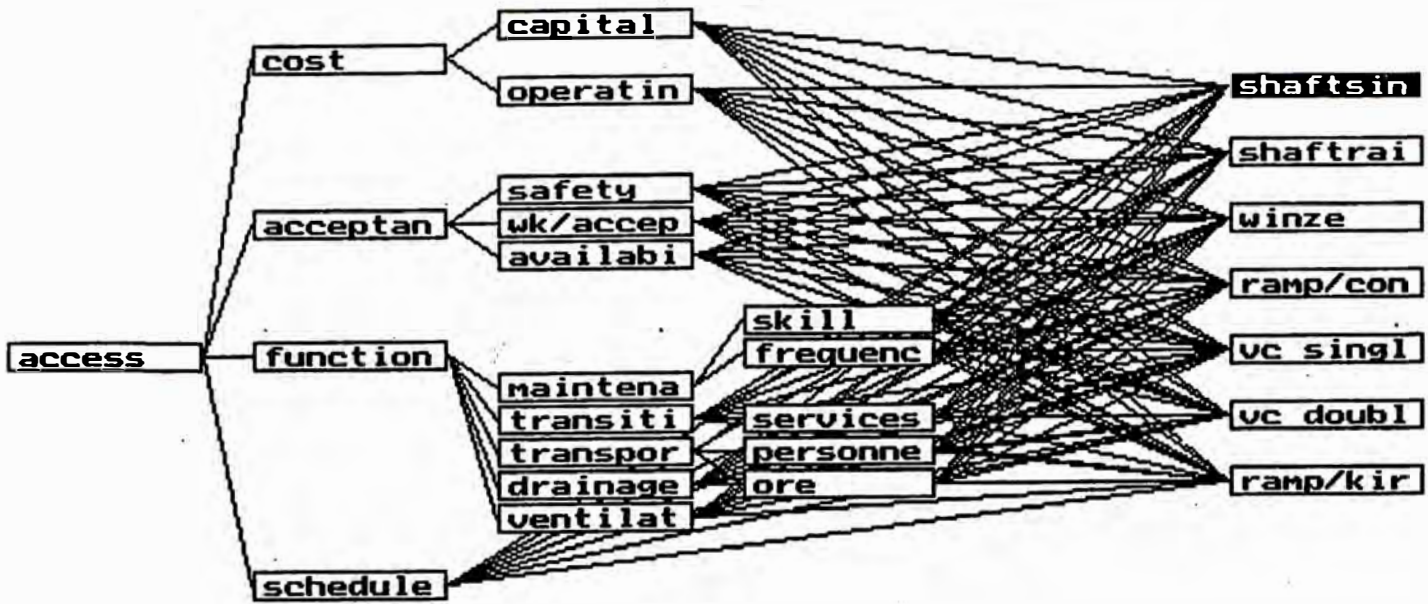 capital
cost
operatin
shaftsin
shaftrai
safety
acceptan
wk/accep
winze
availabi
ramp/con
skill
access
function
frequenc
vc singl
maintena
transiti
services
vc doubl
transpor
personne
drainage
ore
ramp/kir
ventilat
schedule